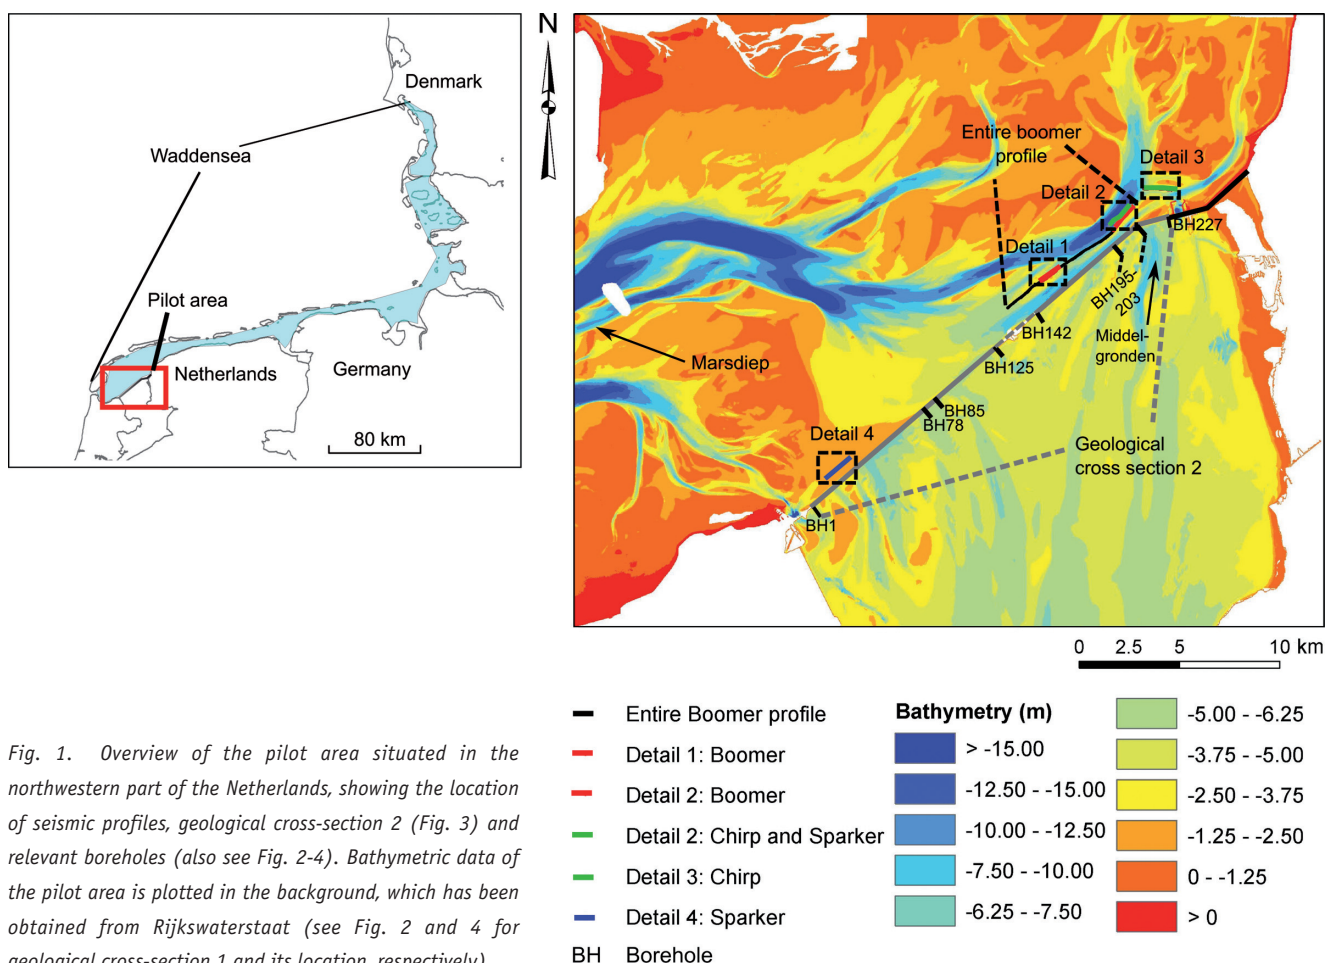 Denmark
Waddensea
Pilot area
Netherlands
Germany
80 km
N
Entire boomer
profile
Detail 3
Detail 2
BH227
Detail 1
BH195-
203
BH142
Middel-
gronden
Marsdiep
BH125
BH85
BH78
Detail 4
Geological
cross section 2
BH1
0 2.5 5 10 km
Entire Boomer profile
Detail 1: Boomer
Detail 2: Boomer
Detail 2: Chirp and Sparker
Detail 3: Chirp
Detail 4: Sparker
BH Borehole
Bathymetry (m)
> -15.00
-12.50 - -15.00
-10.00 - -12.50
-7.50 - -10.00
-6.25 - -7.50
-5.00 - -6.25
-3.75 - -5.00
-2.50 - -3.75
-1.25 - -2.50
0 - -1.25
> 0
Fig. 1. Overview of the pilot area situated in the
northwestern part of the Netherlands, showing the location
of seismic profiles, geological cross-section 2 (Fig. 3) and
relevant boreholes (also see Fig. 2-4). Bathymetric data of
the pilot area is plotted in the background, which has been
obtained from Rijkswaterstaat (see Fig. 2 and 4 for
geological cross-section 1 and its location, respectively).